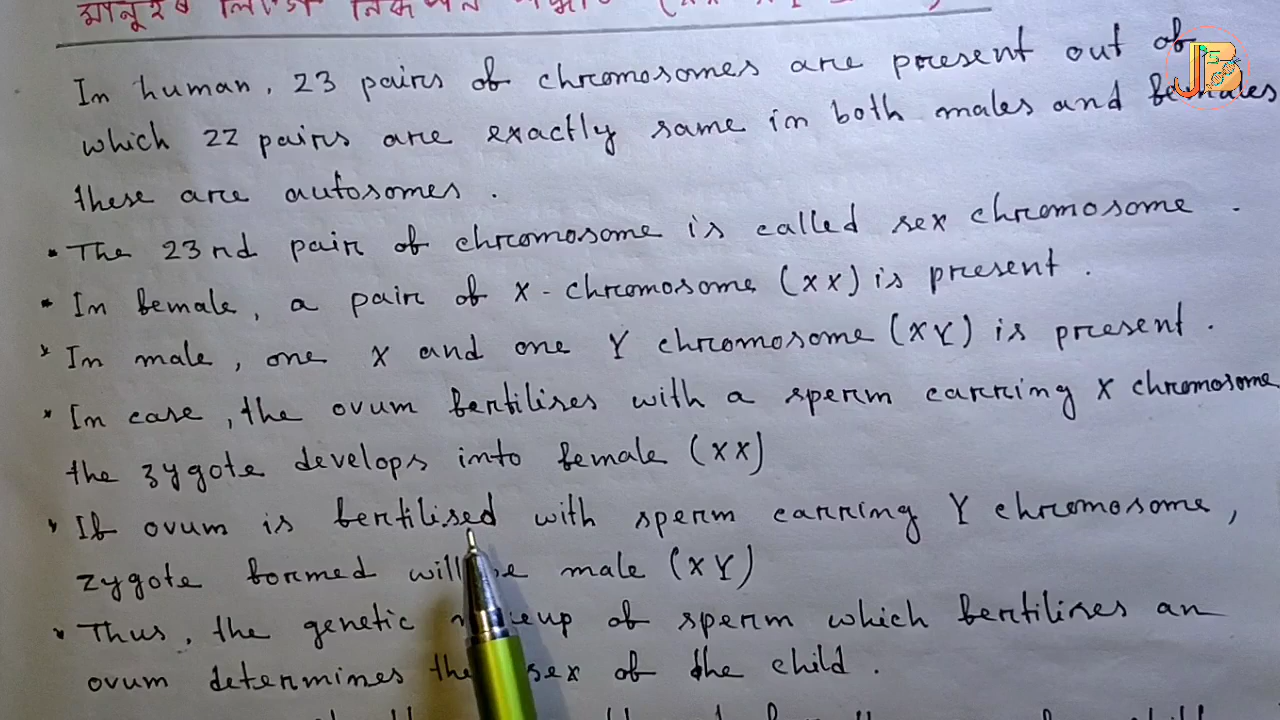 মানুষের লিঙ্গ নির্ধারণ
In human, 23 pairs of chromosomes are present out of
which 22 pairs are exactly same in both males and females
these are autosomes.
• The 23rd pair of chromosome is called sex chromosome.
• In female, a pair of X-chromosome (XX) is present.
* In male, one X and one Y chromosome (XY) is present.
* In case, the ovum fertilises with a sperm carring X chromosome
the zygote develops into female (XX)
* If ovum is fertilised with sperm carring Y chromosome,
zygote formed will be male (XY)
* Thus, the genetic makeup of sperm which fertilises an
ovum determines the sex of the child.